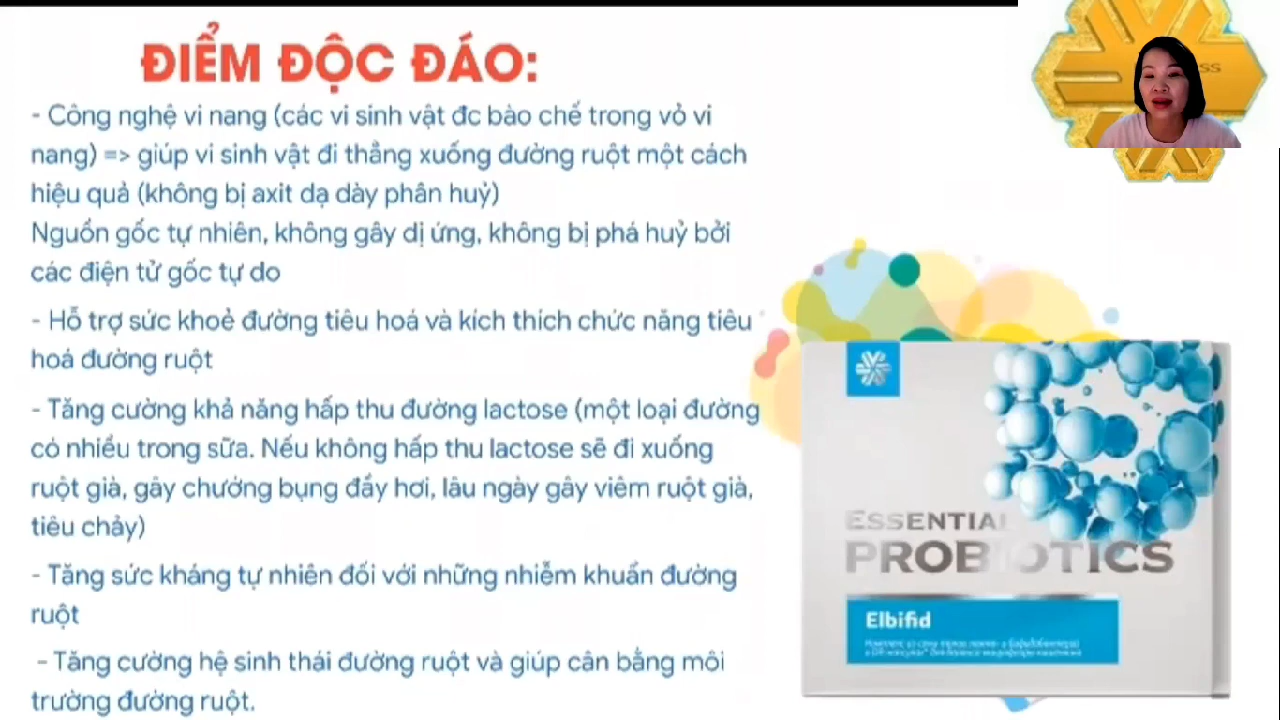 ĐIỂM ĐỘC ĐÁO:
- Công nghệ vi nang (các vi sinh vật đc bào chế trong vỏ vi
nang) => giúp vi sinh vật đi thẳng xuống đường ruột một cách
hiệu quả (không bị axit dạ dày phân huỷ)
Nguồn gốc tự nhiên, không gây dị ứng, không bị phá huỷ bởi
các điện tử gốc tự do
- Hỗ trợ sức khoẻ đường tiêu hoá và kích thích chức năng tiêu
hoá đường ruột
- Tăng cường khả năng hấp thu đường lactose (một loại đường
có nhiều trong sữa. Nếu không hấp thu lactose sẽ đi xuống
ruột già, gây chướng bụng đầy hơi, lâu ngày gây viêm ruột già,
tiêu chảy)
- Tăng sức kháng tự nhiên đối với những nhiễm khuẩn đường
ruột
- Tăng cường hệ sinh thái đường ruột và giúp cân bằng môi
trường đường ruột.
ESSENTIAL
PROBIOTICS
Elbifid